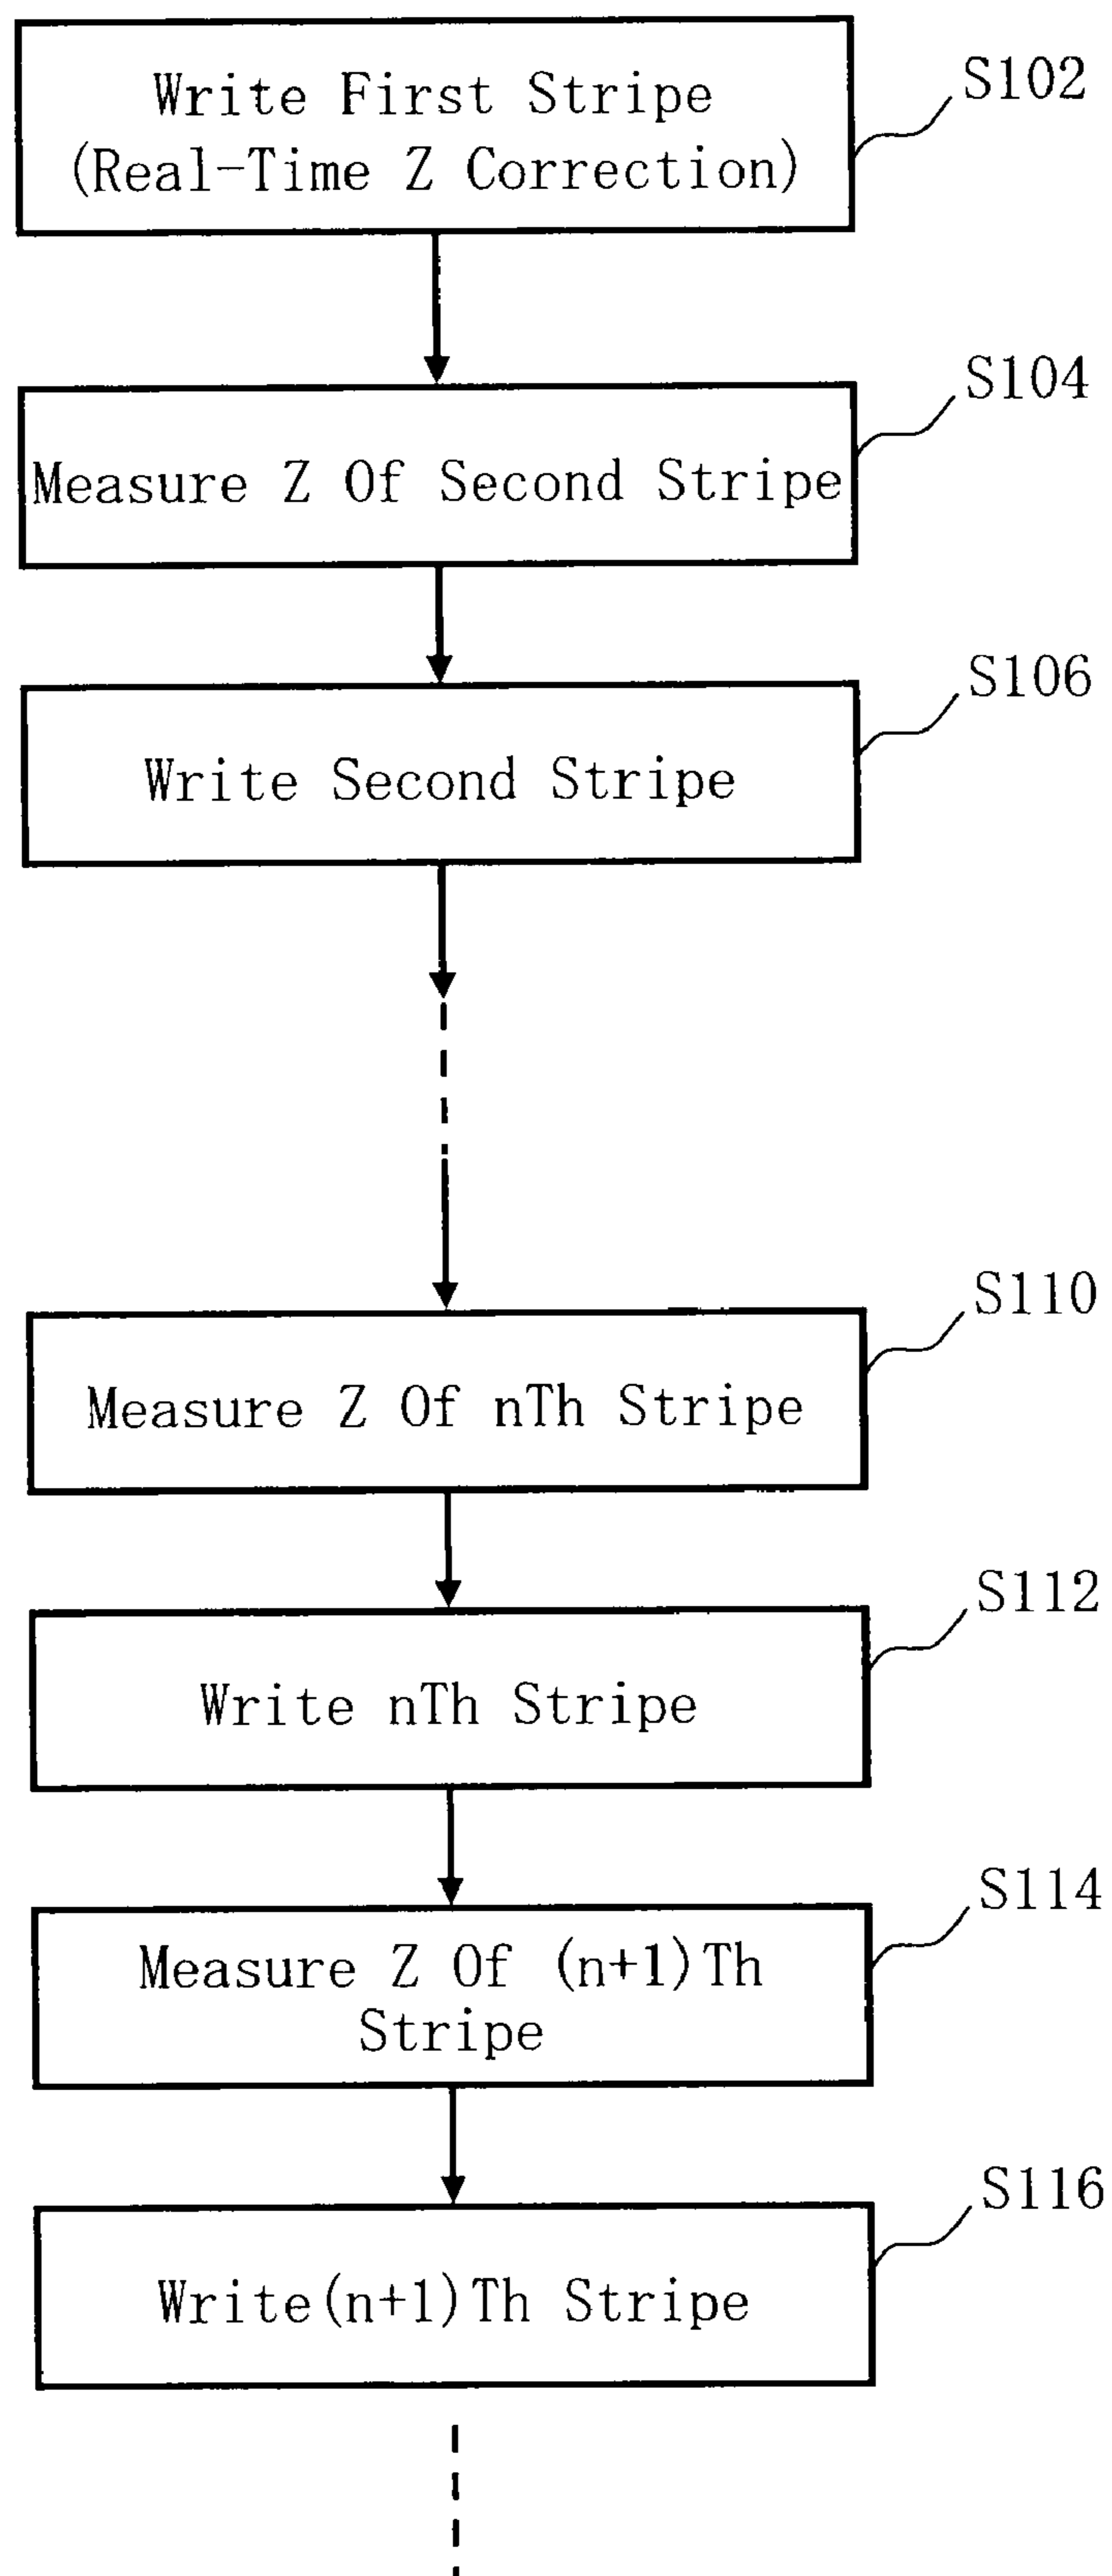 Write First Stripe
(Real-Time Z Correction)
S102
Measure Z Of Second Stripe
S104
Write Second Stripe
S106
Measure Z Of nTh Stripe
S110
Write nTh Stripe
S112
Measure Z Of (n+1)Th
Stripe
S114
Write(n+1)Th Stripe
S116